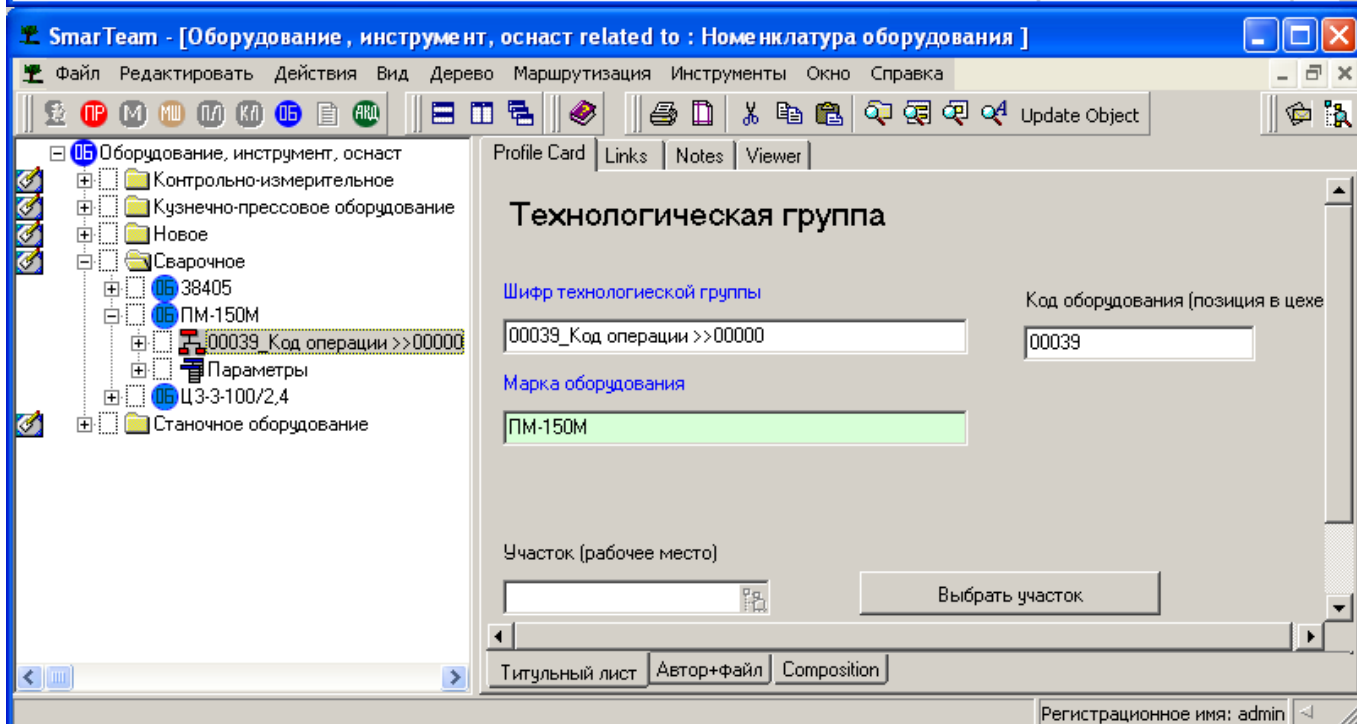 SmarTeam - [Оборудование, инструмент, оснаст related to : Номенклатура оборудования ]
Файл Редактировать Действия Вид Дерево Маршрутизация Инструменты Окно Справка
ПР М МШ ПЛ КЛ ОБ АКД Update Object
ОБ Оборудование, инструмент, оснаст
Контрольно-измерительное
Кузнечно-прессовое оборудование
Новое
Сварочное
ОБ 38405
ОБ ПМ-150М
00039_Код операции >>00000
Параметры
ОБ ЦЗ-3-100/2,4
Станочное оборудование
Profile Card Links Notes Viewer
Технологическая группа
Шифр технологиеской группы
Код оборудования (позиция в цехе
00039_Код операции >>00000
00039
Марка оборудования
ПМ-150М
Участок (рабочее место)
Выбрать участок
Титульный лист Автор+файл Composition
Регистрационное имя: admin